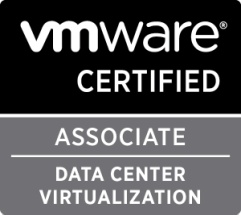 vmware®
CERTIFIED
ASSOCIATE
DATA CENTER
VIRTUALIZATION